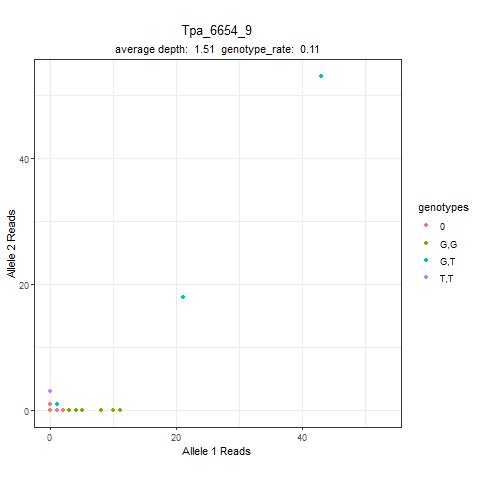 Tpa_6654_9
average depth: 1.51 genotype_rate: 0.11
Allele 2 Reads
40
20
0
0 20 40
Allele 1 Reads
genotypes
0
G,G
G,T
T,T